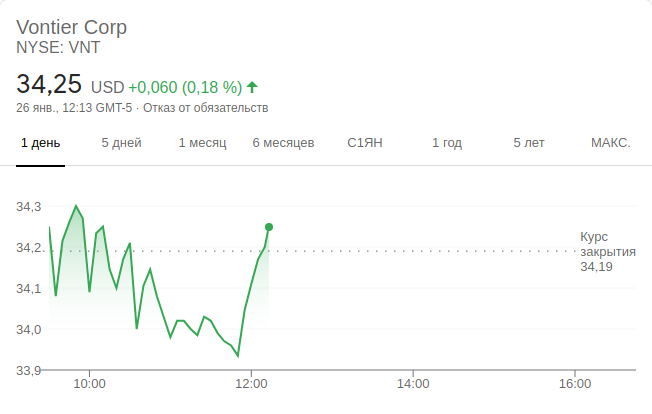 Vontier Corp
NYSE: VNT
34,25 USD +0,060 (0,18 %)
26 янв., 12:13 GMT-5 · Отказ от обязательств
1 день 5 дней 1 месяц 6 месяцев С1ЯН 1 год 5 лет МАКС.
34,3
34,2
34,1
34,0
33,9
Курс
закрытия
34,19
10:00 12:00 14:00 16:00